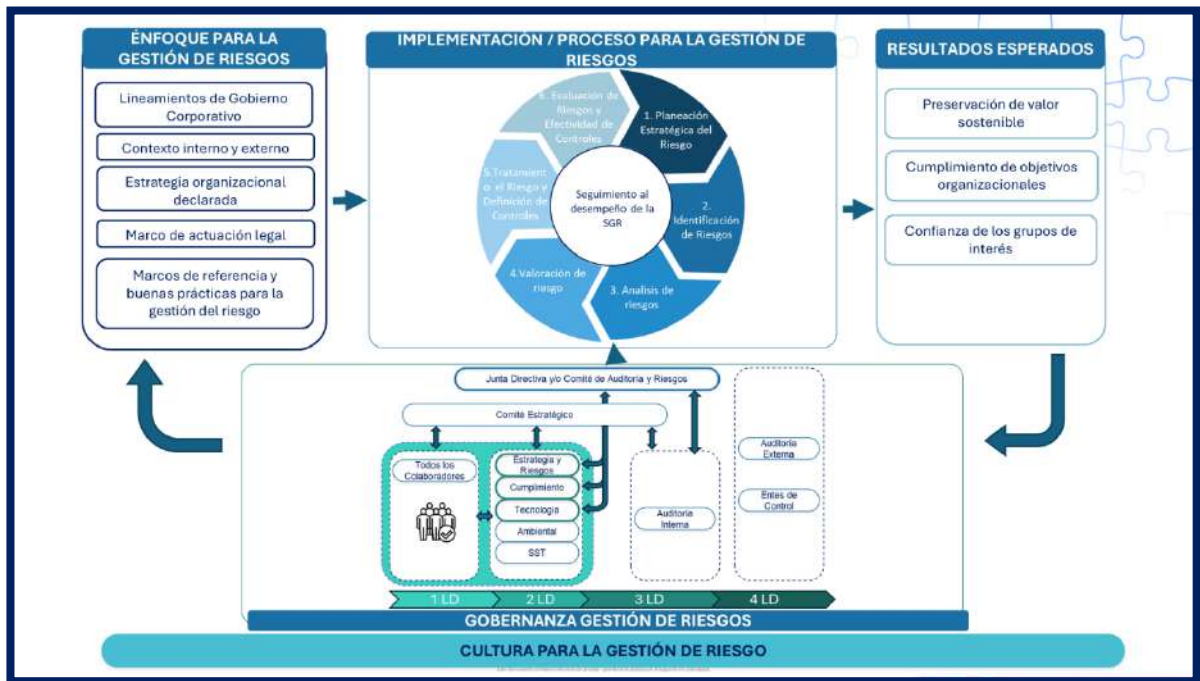 ÉNFOQUE PARA LA
GESTIÓN DE RIESGOS
Lineamientos de Gobierno
Corporativo
Contexto interno y externo
Estrategia organizacional
declarada
Marco de actuación legal
Marcos de referencia y
buenas prácticas para la
gestión del riesgo
IMPLEMENTACIÓN / PROCESO PARA LA GESTIÓN DE
RIESGOS
1. Planeación
Estratégica del
Riesgo
2.
Identificación
de Riesgos
3. Analisis de
riesgos
4.Valoración de
riesgo
5.Tratamient
o el Riesgo y
Definición de
Controles
6. Evaluación de
Riesgos y
Efectividad de
Controles
Seguimiento al
desempeño de la
SGR
RESULTADOS ESPERADOS
Preservación de valor
sostenible
Cumplimiento de objetivos
organizacionales
Confianza de los grupos de
interés
Junta Directiva y/o Comité de Auditoría y Riesgos
Comité Estratégico
Todos los
Colaboradores
Estrategia y
Riesgos
Cumplimiento
Tecnología
Ambiental
SST
Auditoría
Interna
Auditoría
Externa
Entes de
Control
1 LD
2 LD
3 LD
4 LD
GOBERNANZA GESTIÓN DE RIESGOS
CULTURA PARA LA GESTIÓN DE RIESGO